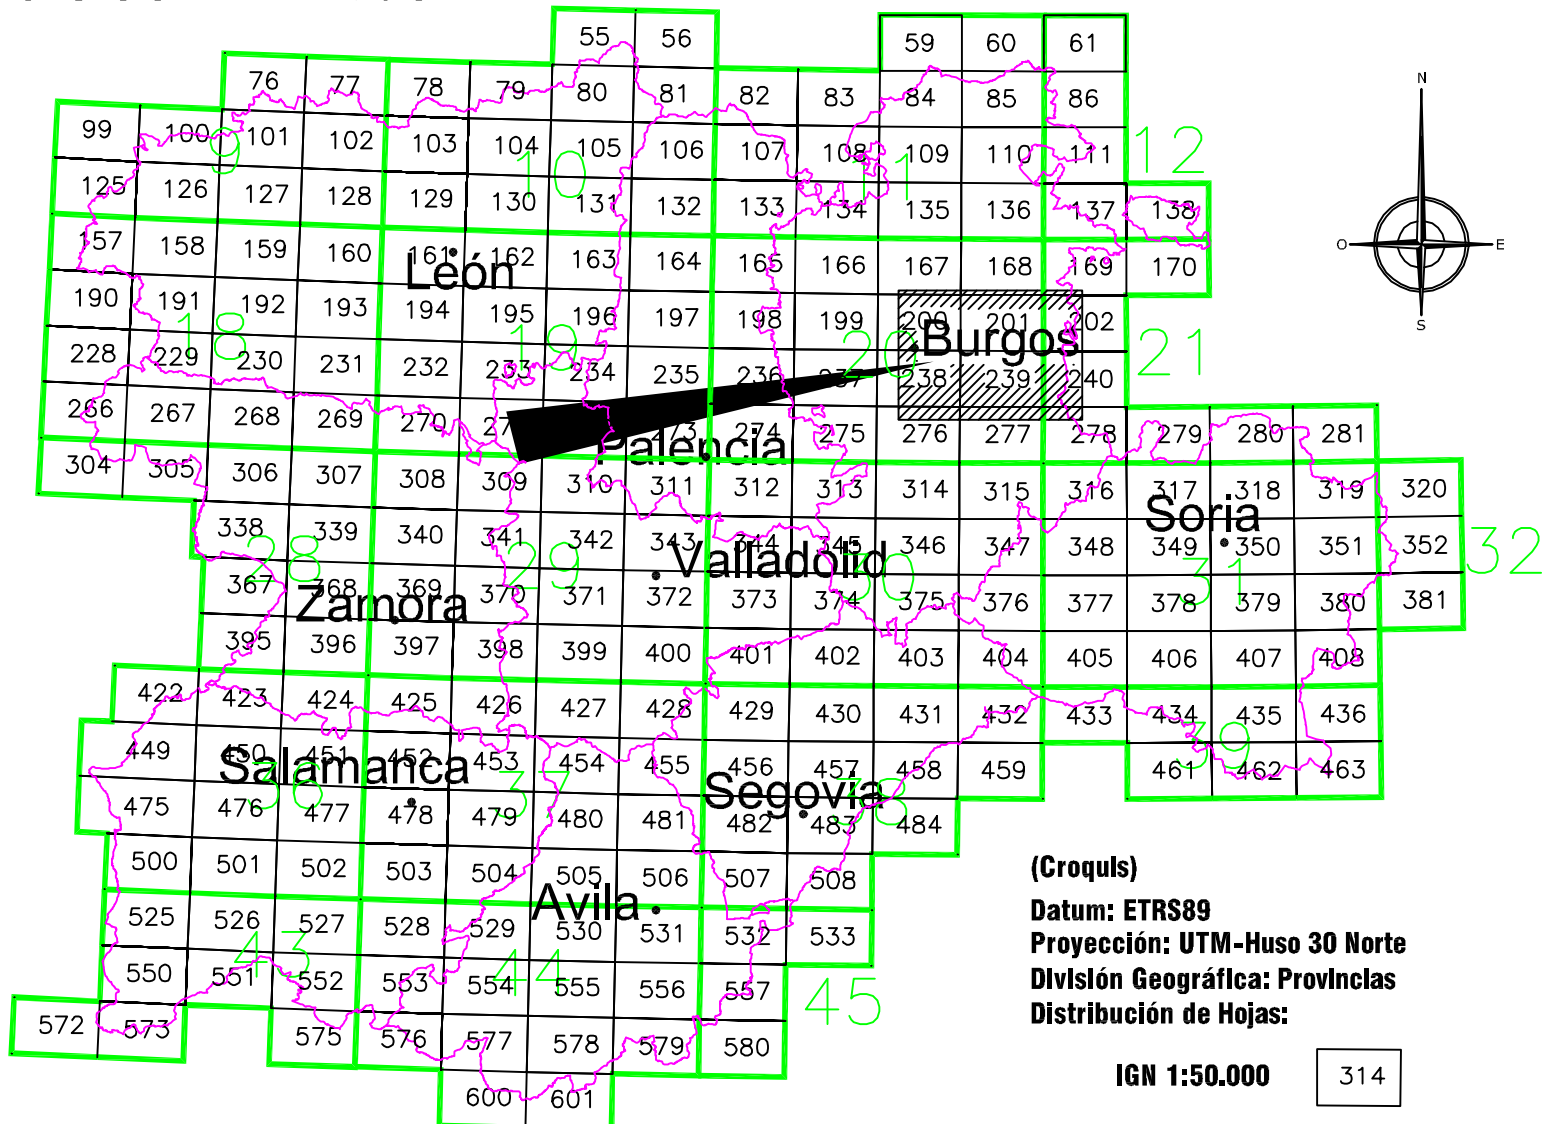 55 56 59 60 61
N
76 77 78 79 80 81 82 83 84 85 86
99 100 101 102 103 104 105 106 107 108 109 110 111
9 10 11 12
125 126 127 128 129 130 131 132 133 134 135 136 137 138
157 158 159 160 161 162 163 164 165 166 167 168 169 170
O E
León
190 191 192 193 194 195 196 197 198 199 200 201 202
S
18 19 20 21
Burgos
228 229 230 231 232 233 234 235 236 237 238 239 240
266 267 268 269 270 273 274 275 276 277 278 279 280 281
Palencia
304 305 306 307 308 309 310 311 312 313 314 315 316 317 318 319 320
Soria
338 339 340 341 342 343 344 345 346 347 348 349 350 351 352
28 29 30 31 32
Valladolid
367 368 369 370 371 372 373 374 375 376 377 378 379 380 381
Zamora
395 396 397 398 399 400 401 402 403 404 405 406 407 408
422 423 424 425 426 427 428 429 430 431 432 433 434 435 436
449 450 451 452 453 454 455 456 457 458 459 461 462 463
Salamanca
36 37 38 39
Segovia
475 476 477 478 479 480 481 482 483 484
500 501 502 503 504 505 506 507 508
Avila
525 526 527 528 529 530 531 532 533
43 44 45
550 551 552 553 554 555 556 557
572 573 575 576 577 578 579 580
600 601
(Croquis)
Datum: ETRS89
Proyección: UTM-Huso 30 Norte
División Geográfica: Provincias
Distribución de Hojas:
IGN 1:50.000 314